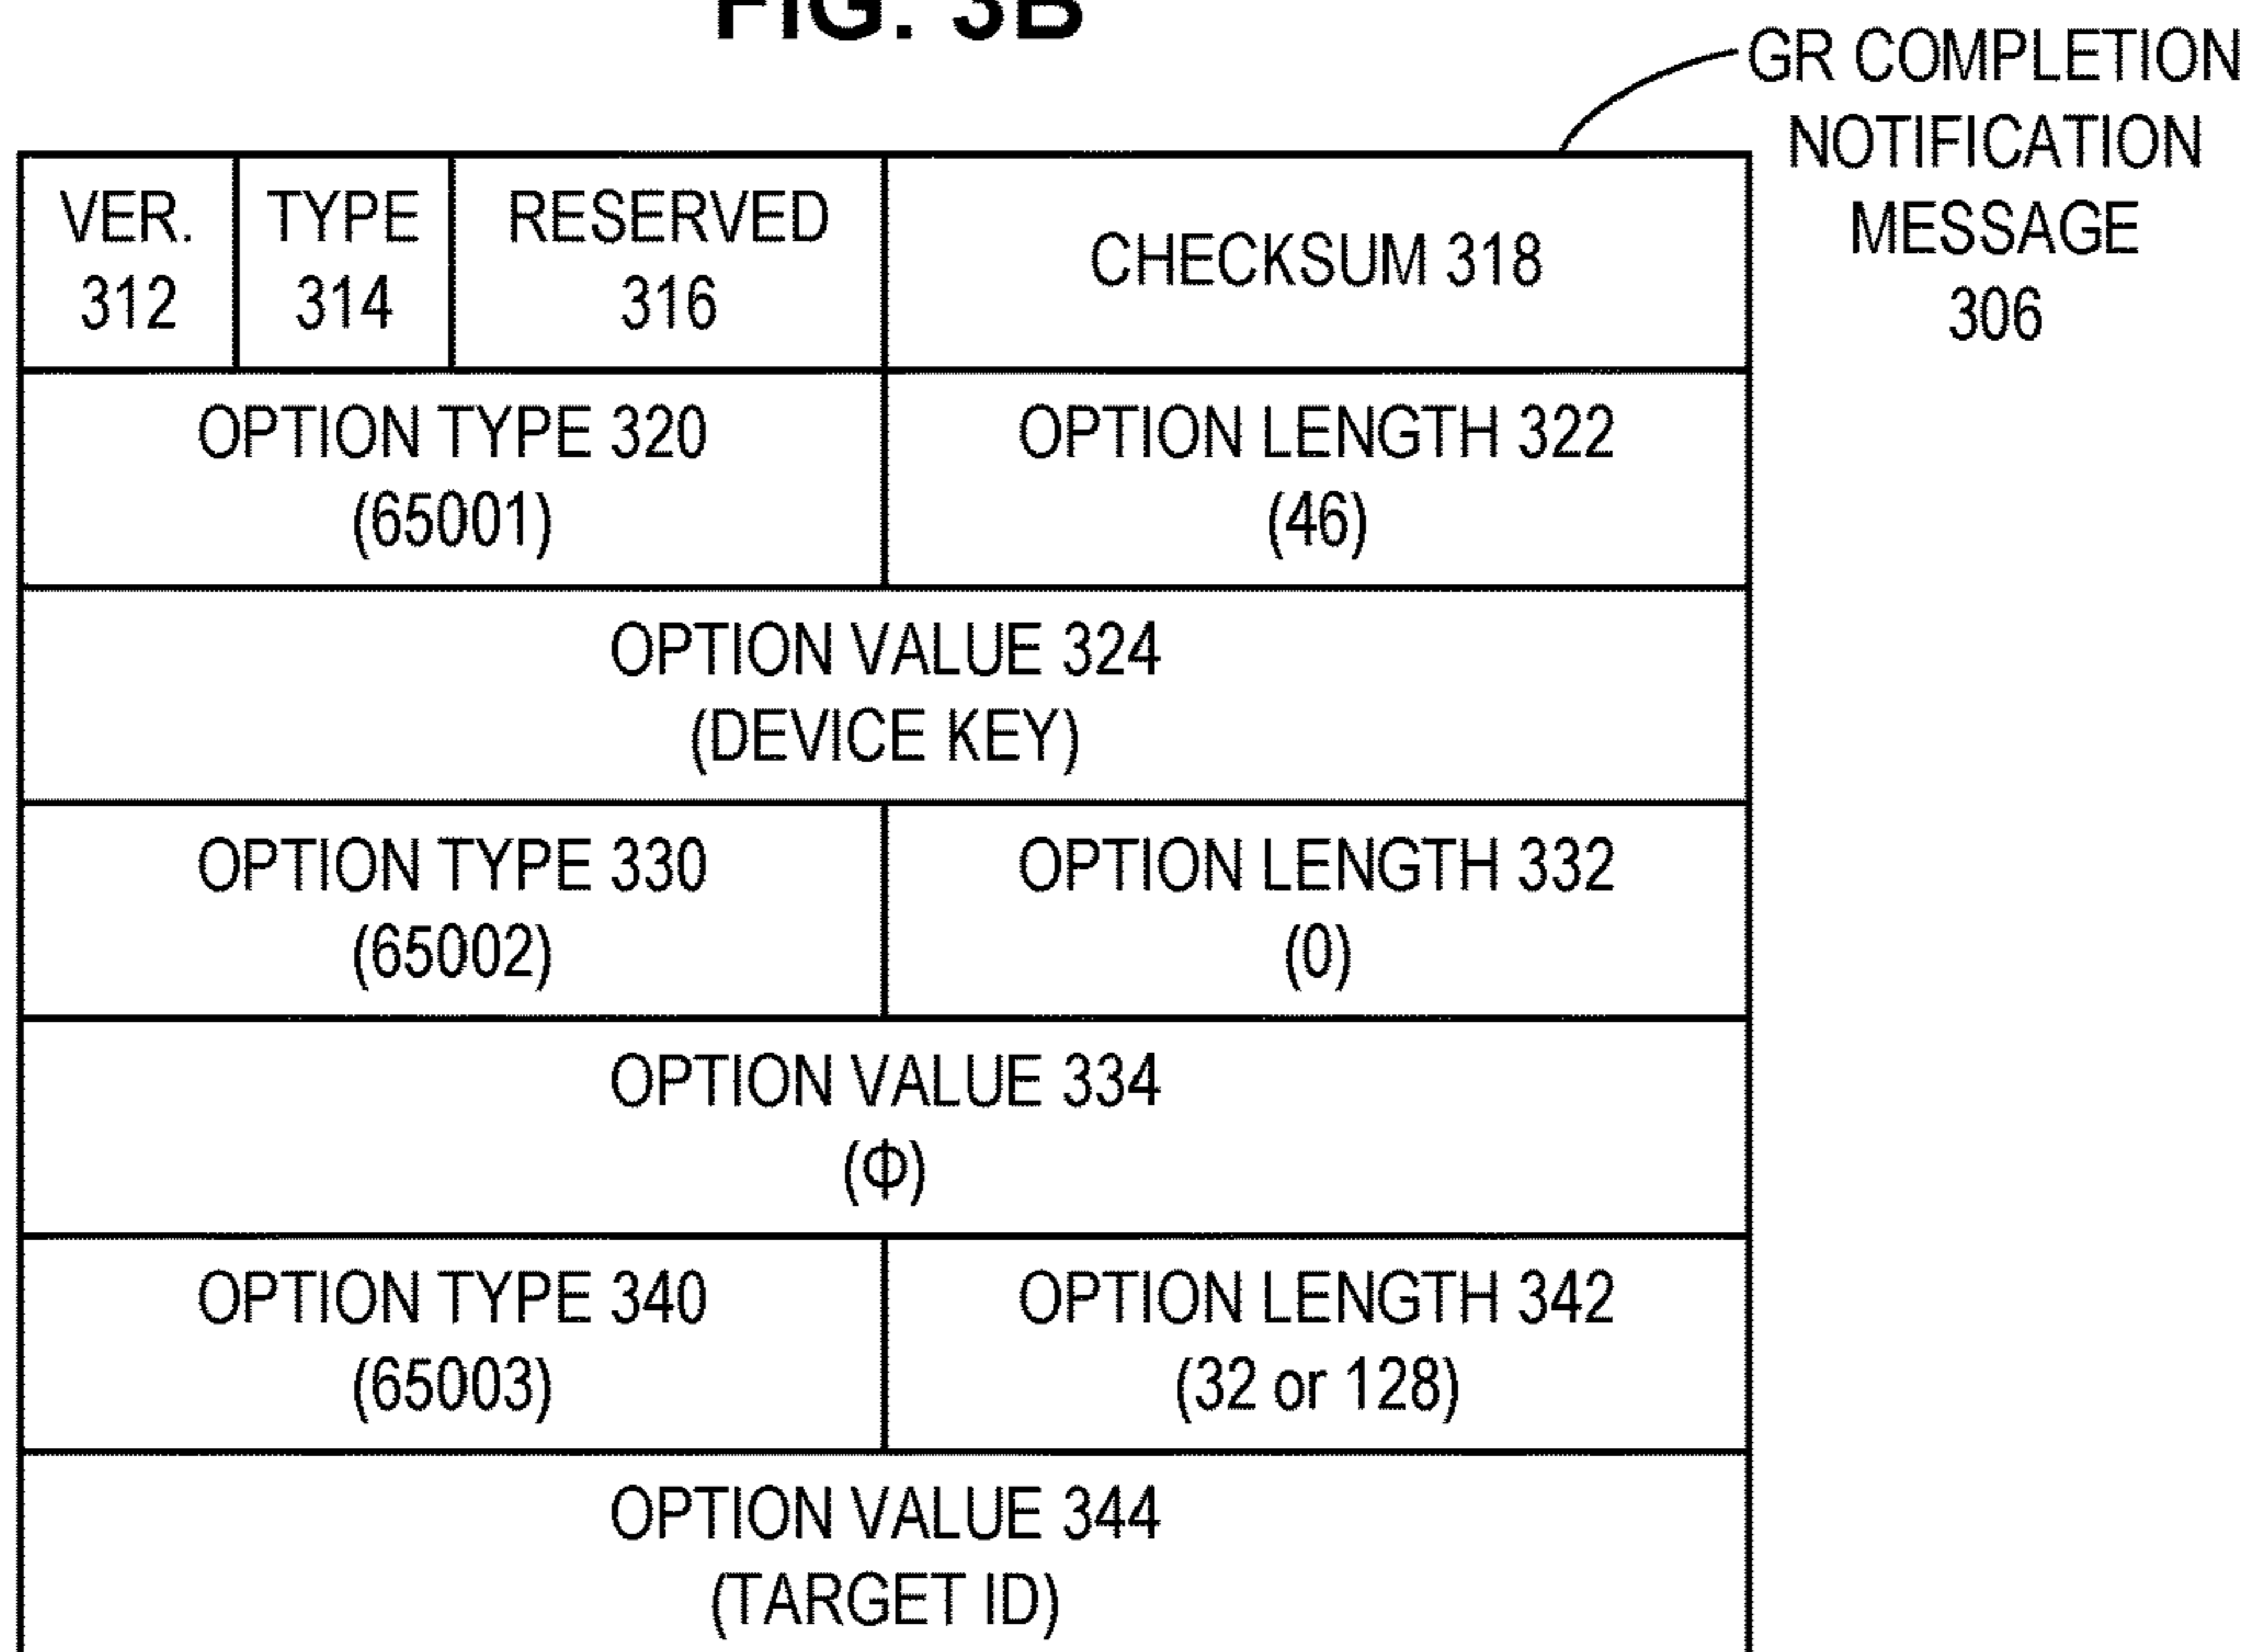 FIG. 3B
GR COMPLETION
NOTIFICATION
MESSAGE
306
VER.
312
TYPE
314
RESERVED
316
CHECKSUM 318
OPTION TYPE 320
(65001)
OPTION LENGTH 322
(46)
OPTION VALUE 324
(DEVICE KEY)
OPTION TYPE 330
(65002)
OPTION LENGTH 332
(0)
OPTION VALUE 334
(Φ)
OPTION TYPE 340
(65003)
OPTION LENGTH 342
(32 or 128)
OPTION VALUE 344
(TARGET ID)